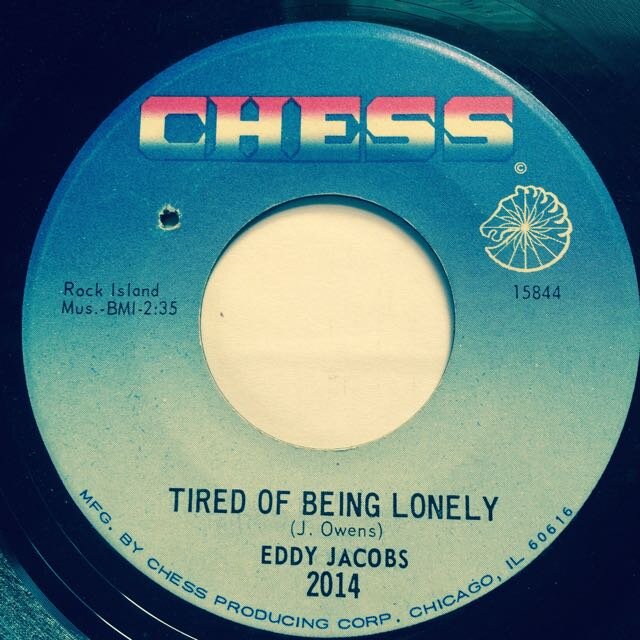 CHESS
©
Rock Island
Mus.-BMI-2:35
15844
TIRED OF BEING LONELY
(J. Owens)
EDDY JACOBS
2014
MFG. BY CHESS PRODUCING CORP. CHICAGO, IL 60616